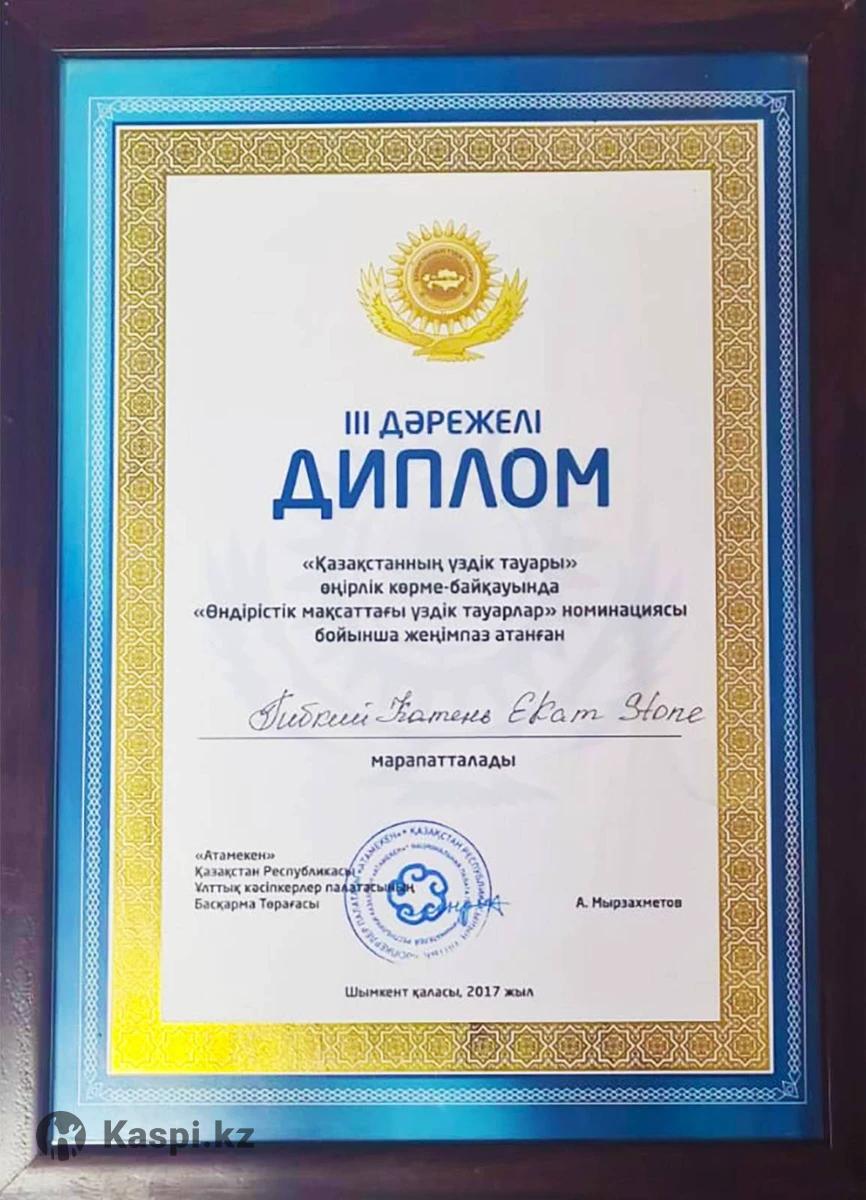 III ДӘРЕЖЕЛІ
ДИПЛОМ
«Қазақстанның үздік тауары»
өңірлік көрме-байқауында
«Өндірістік мақсаттағы үздік тауарлар» номинациясы
бойынша жеңімпаз атанған
Гибкий Камень Екат Stone
марапатталады
«Атамекен»
Қазақстан Республикасы
Ұлттық кәсіпкерлер палатасының
Басқарма Төрағасы
А. Мырзахметов
Шымкент қаласы, 2017 жыл
Kaspi.kz